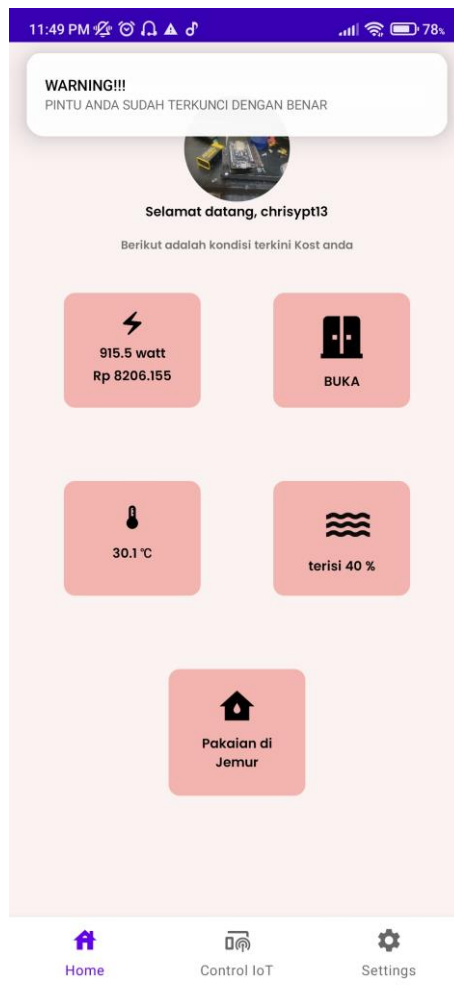 11:49 PM
78%
WARNING!!!
PINTU ANDA SUDAH TERKUNCI DENGAN BENAR
Selamat datang, chrisypt13
Berikut adalah kondisi terkini Kost anda
915.5 watt
Rp 8206.155
BUKA
30.1 ℃
terisi 40 %
Pakaian di
Jemur
Home
Control IoT
Settings